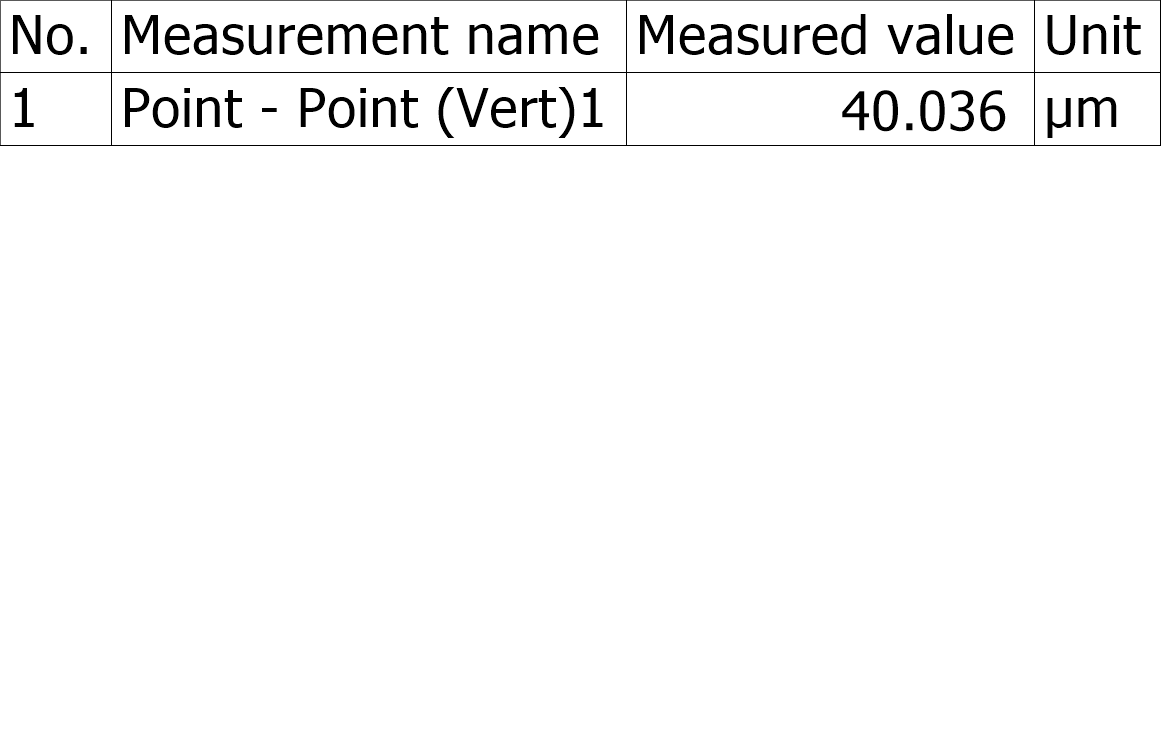 No. Measurement name Measured value Unit
1 Point - Point (Vert)1 40.036 µm